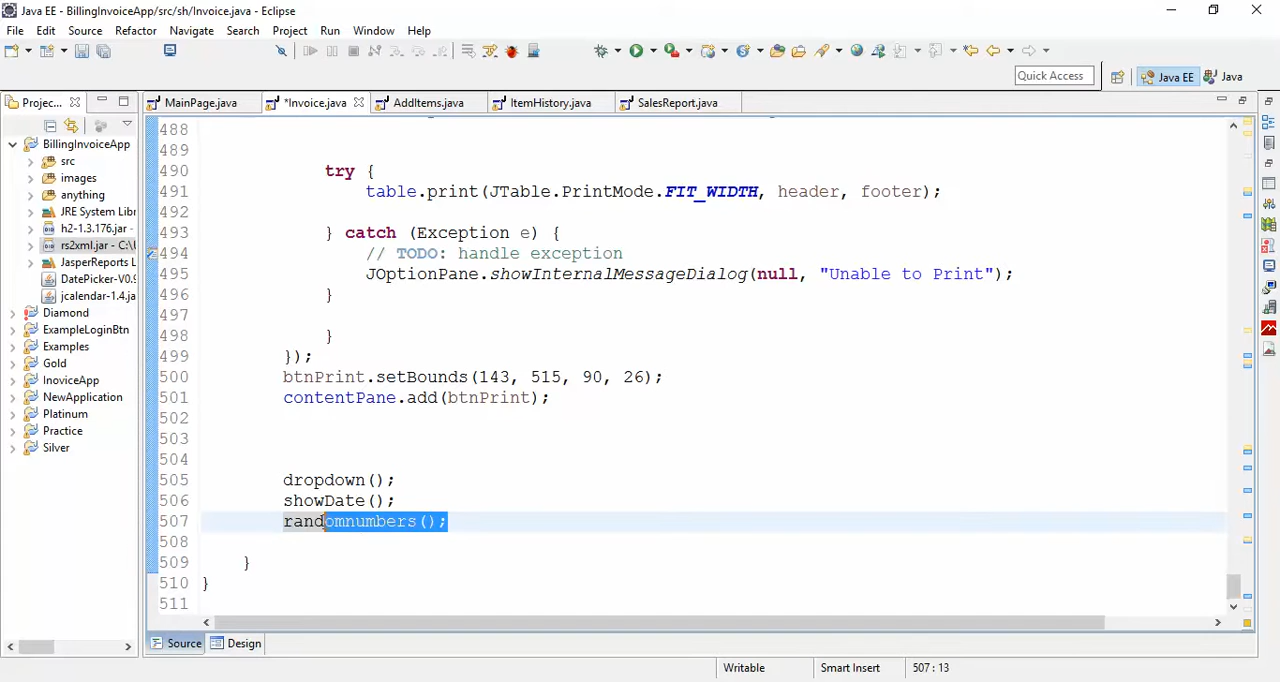 Java EE - BillingInvoiceApp/src/sh/Invoice.java - Eclipse
File Edit Source Refactor Navigate Search Project Run Window Help
Quick Access Java EE Java
Projec... MainPage.java *Invoice.java AddItems.java ItemHistory.java SalesReport.java
BillingInvoiceApp
src
images
anything
JRE System Libr
h2-1.3.176.jar -
rs2xml.jar - C:\U
JasperReports L
DatePicker-V0.9
jcalendar-1.4.ja
Diamond
ExampleLoginBtn
Examples
Gold
InoviceApp
NewApplication
Platinum
Practice
Silver
488
489
490 try {
491 table.print(JTable.PrintMode.FIT_WIDTH, header, footer);
492
493 } catch (Exception e) {
494 // TODO: handle exception
495 JOptionPane.showInternalMessageDialog(null, "Unable to Print");
496 }
497
498 }
499 });
500 btnPrint.setBounds(143, 515, 90, 26);
501 contentPane.add(btnPrint);
502
503
504
505 dropdown();
506 showDate();
507 randomnumbers();
508
509 }
510 }
511
Source Design
Writable Smart Insert 507 : 13